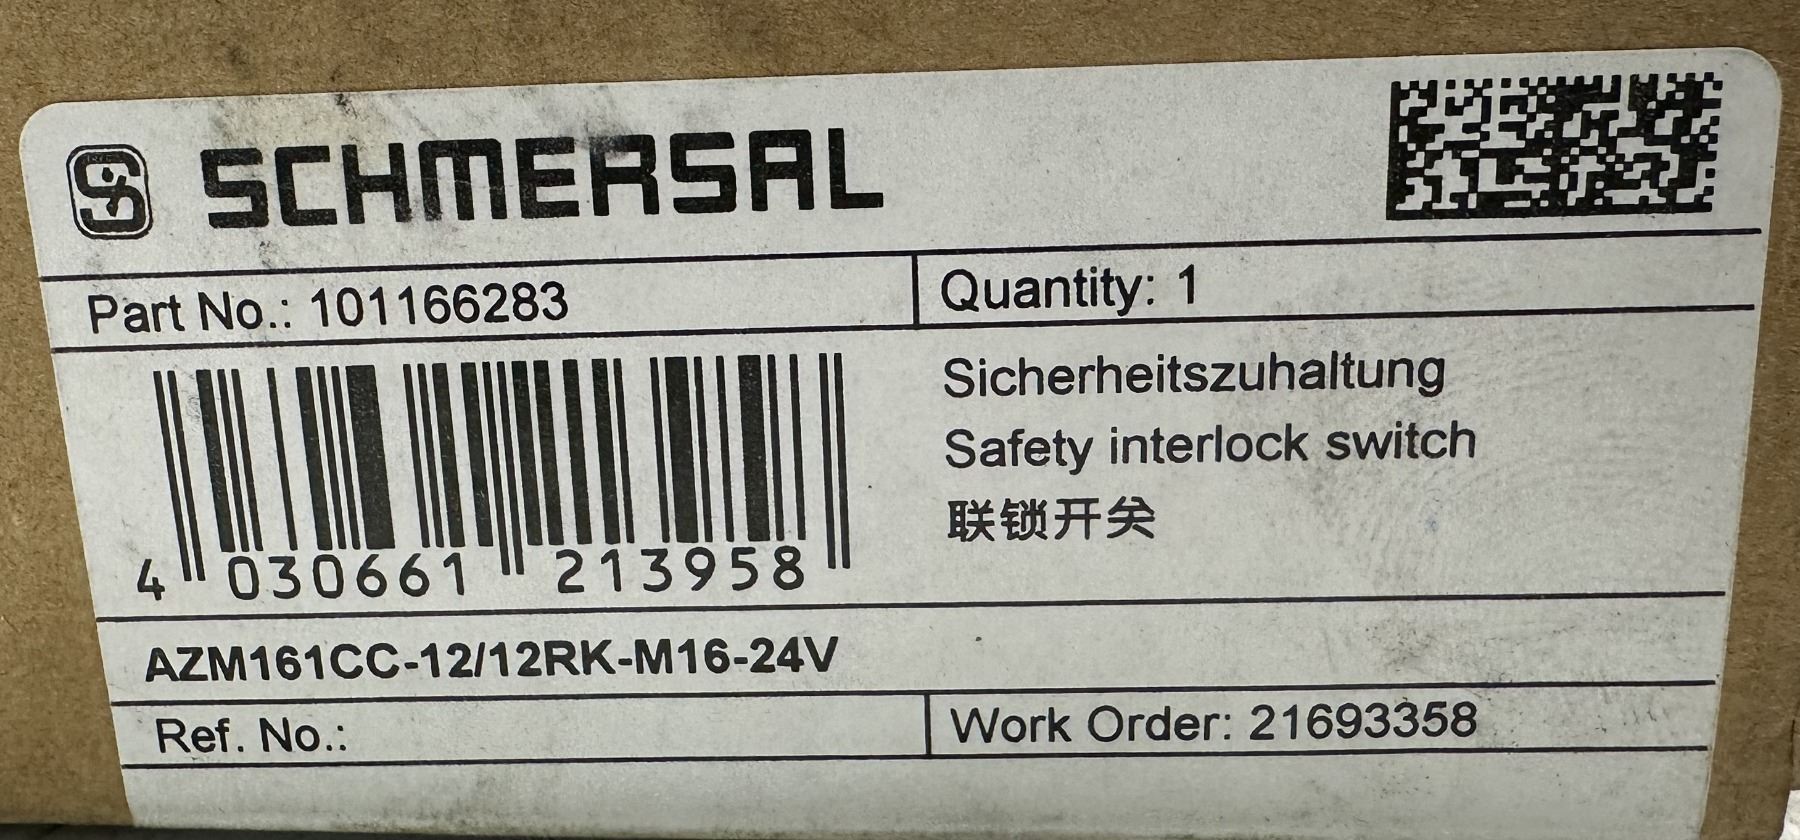 SCHMERSAL
Part No.: 101166283
Quantity: 1
4 030661 213958
Sicherheitszuhaltung
Safety interlock switch
联锁开关
AZM161CC-12/12RK-M16-24V
Ref. No.:
Work Order: 21693358